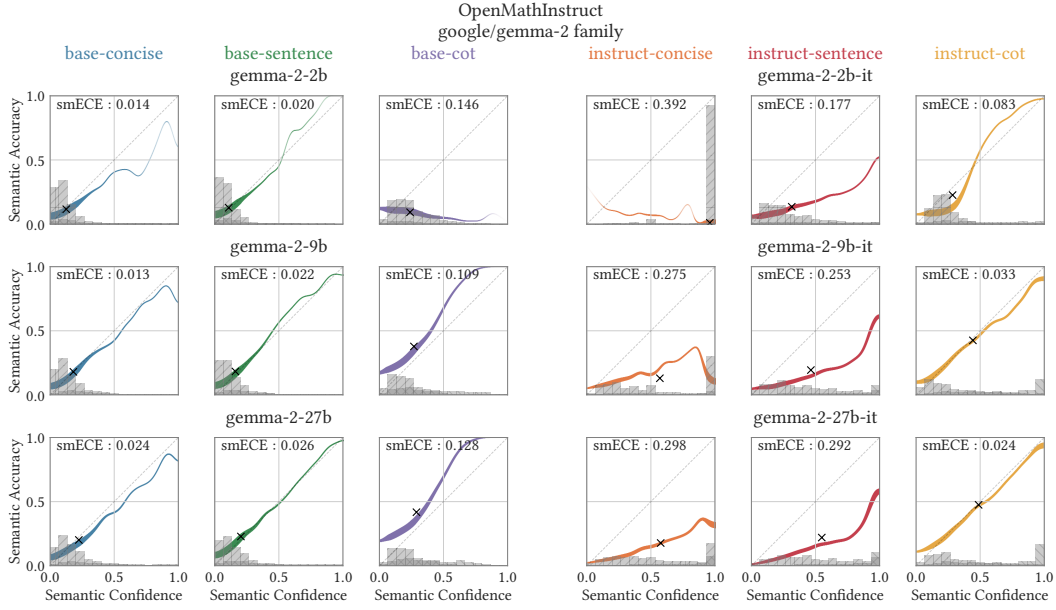 OpenMathInstruct
google/gemma-2 family
base-concise base-sentence base-cot instruct-concise instruct-sentence instruct-cot
gemma-2-2b gemma-2-2b-it
1.0 smECE : 0.014 smECE : 0.020 smECE : 0.146 smECE : 0.392 smECE : 0.177 smECE : 0.083
Semantic Accuracy
0.5
0.0
gemma-2-9b gemma-2-9b-it
1.0 smECE : 0.013 smECE : 0.022 smECE : 0.109 smECE : 0.275 smECE : 0.253 smECE : 0.033
Semantic Accuracy
0.5
0.0
gemma-2-27b gemma-2-27b-it
1.0 smECE : 0.024 smECE : 0.026 smECE : 0.128 smECE : 0.298 smECE : 0.292 smECE : 0.024
Semantic Accuracy
0.5
0.0
0.0 0.5 1.0 0.0 0.5 1.0 0.0 0.5 1.0 0.0 0.5 1.0 0.0 0.5 1.0 0.0 0.5 1.0
Semantic Confidence Semantic Confidence Semantic Confidence Semantic Confidence Semantic Confidence Semantic Confidence